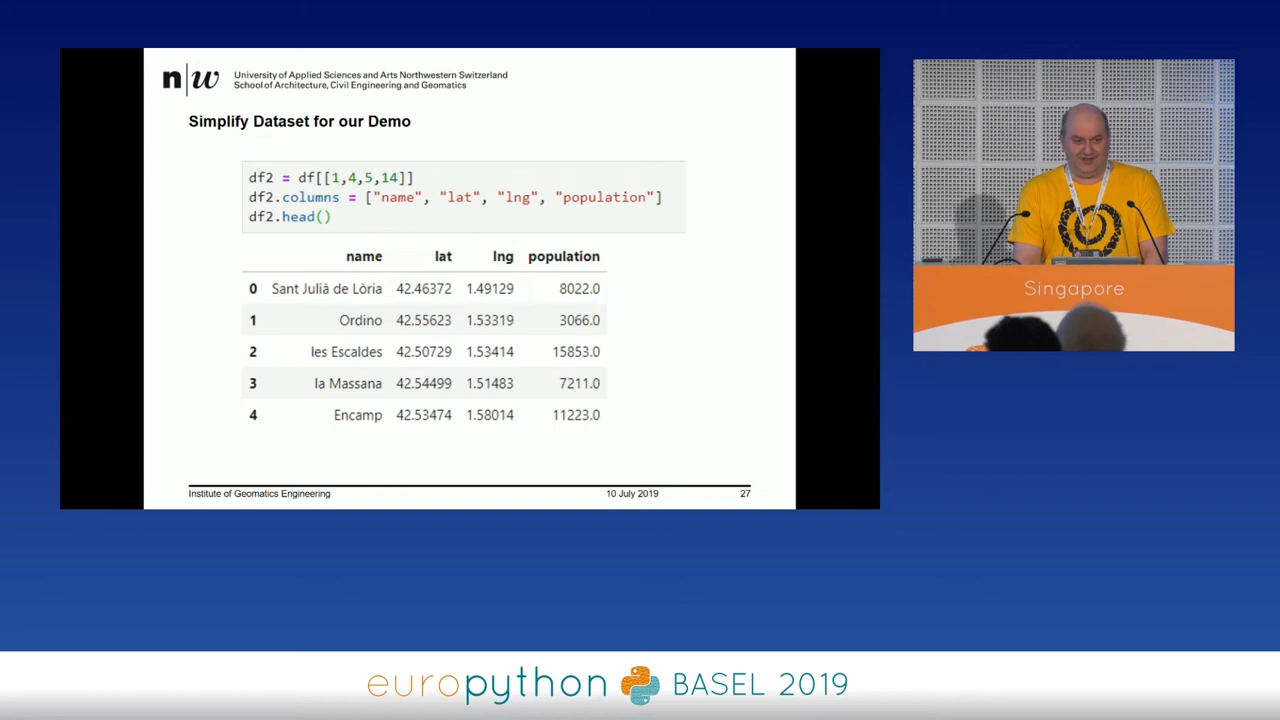 n|w University of Applied Sciences and Arts Northwestern Switzerland
School of Architecture, Civil Engineering and Geomatics
Simplify Dataset for our Demo
df2 = df[[1,4,5,14]]
df2.columns = ["name", "lat", "lng", "population"]
df2.head()
name lat lng population
0 Sant Julià de Lòria 42.46372 1.49129 8022.0
1 Ordino 42.55623 1.53319 3066.0
2 les Escaldes 42.50729 1.53414 15853.0
3 la Massana 42.54499 1.51483 7211.0
4 Encamp 42.53474 1.58014 11223.0
Institute of Geomatics Engineering 10 July 2019 27
Singapore
europython BASEL 2019